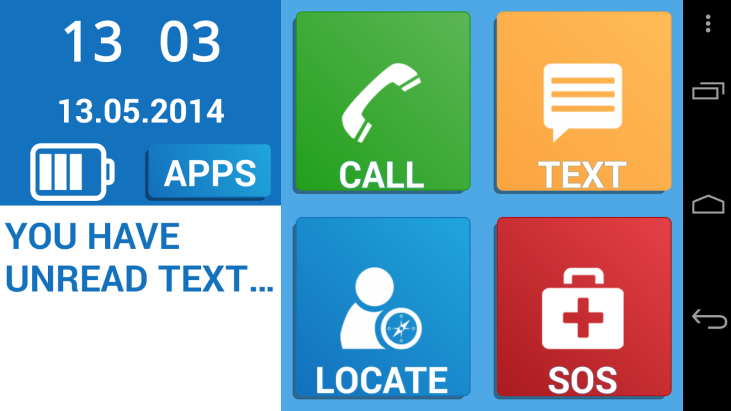 13 03
13.05.2014
APPS
YOU HAVE
UNREAD TEXT...
CALL
TEXT
LOCATE
SOS